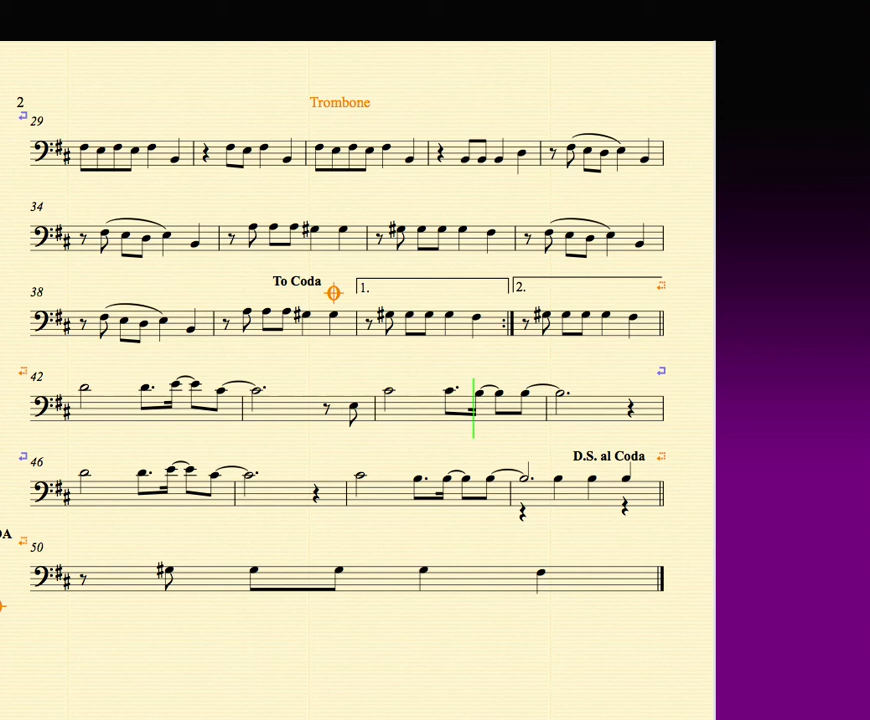 2
Trombone
29
34
To Coda
38
1.
2.
42
46
D.S. al Coda
DA
50